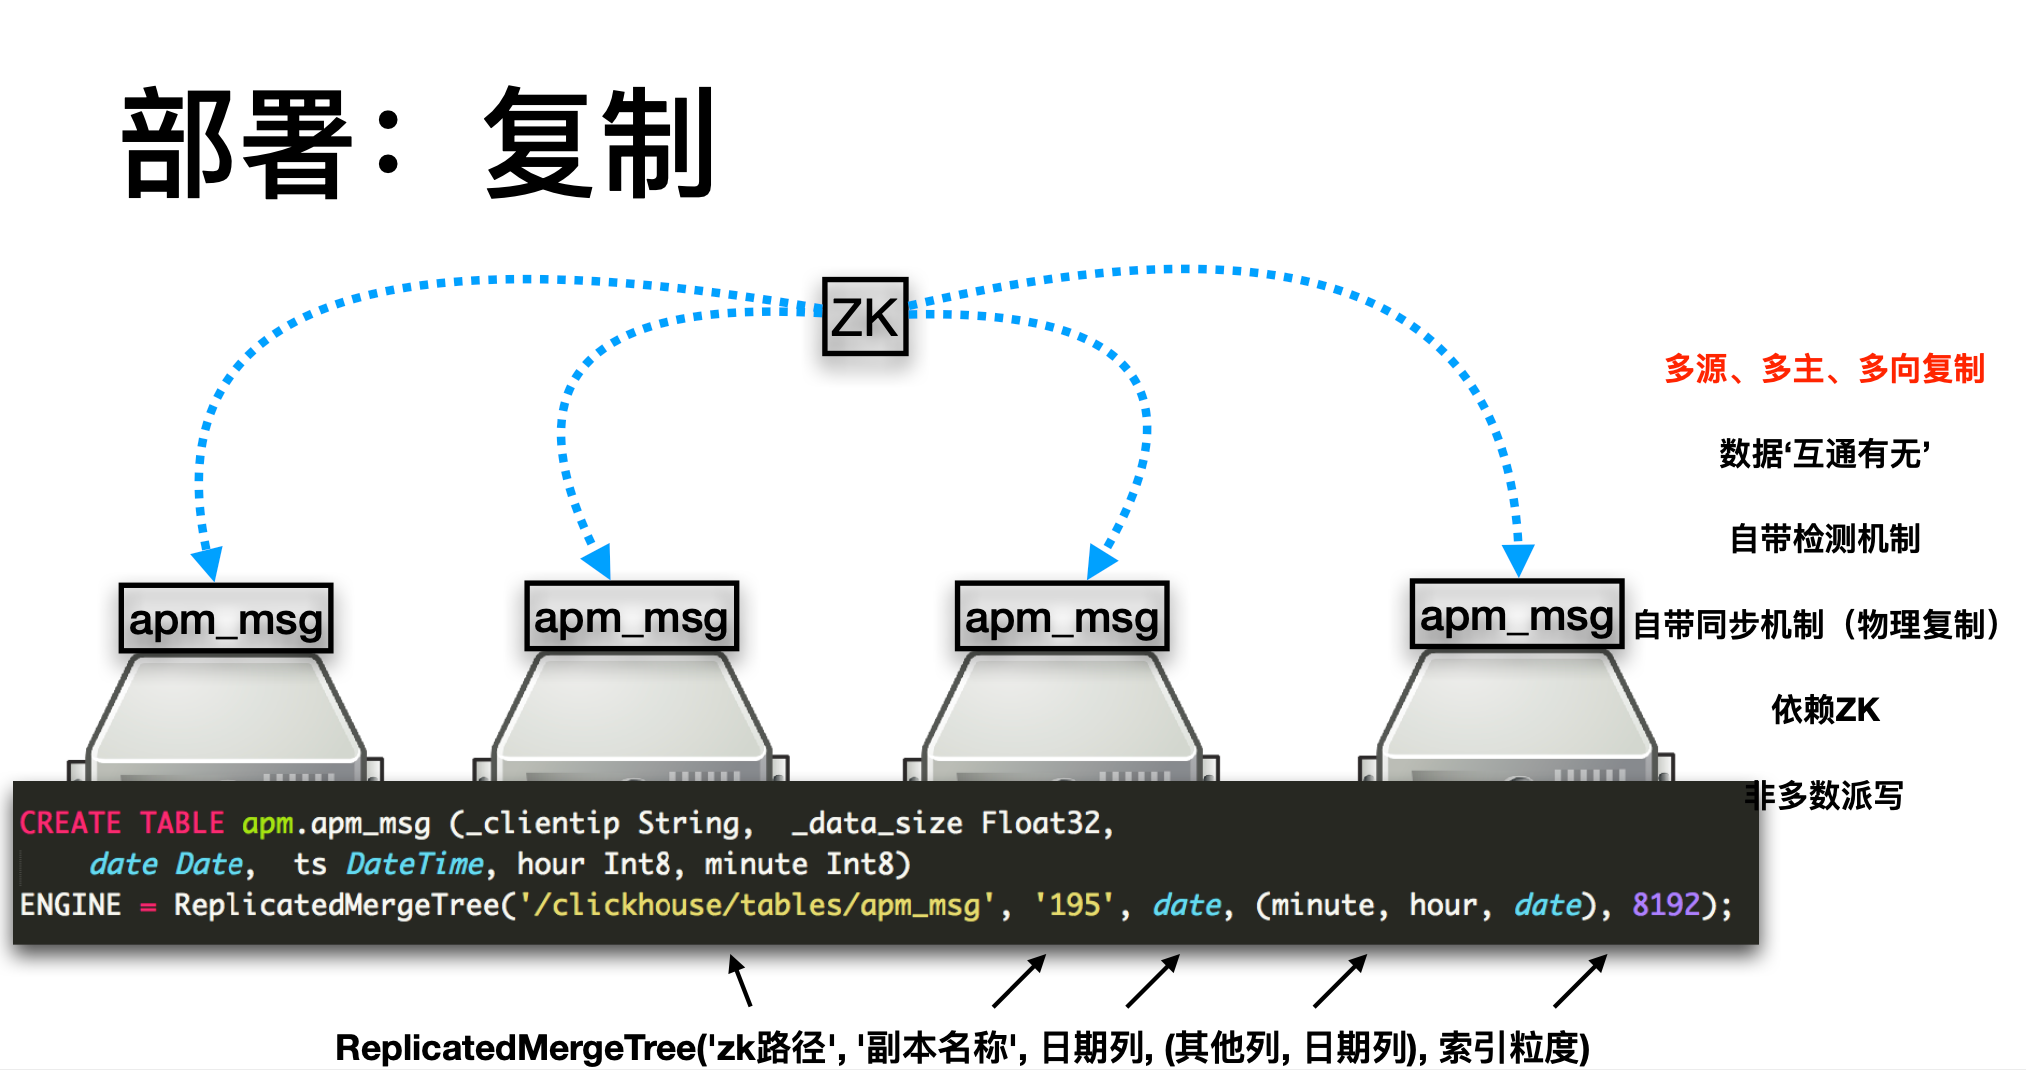 部署：复制
ZK
多源、多主、多向复制
数据‘互通有无’
自带检测机制
apm_msg
apm_msg
apm_msg
apm_msg
自带同步机制（物理复制）
依赖ZK
非多数派写
CREATE TABLE apm.apm_msg (_clientip String,  _data_size Float32,
    date Date,  ts DateTime, hour Int8, minute Int8)
ENGINE = ReplicatedMergeTree('/clickhouse/tables/apm_msg', '195', date, (minute, hour, date), 8192);
ReplicatedMergeTree('zk路径', '副本名称', 日期列, (其他列, 日期列), 索引粒度)